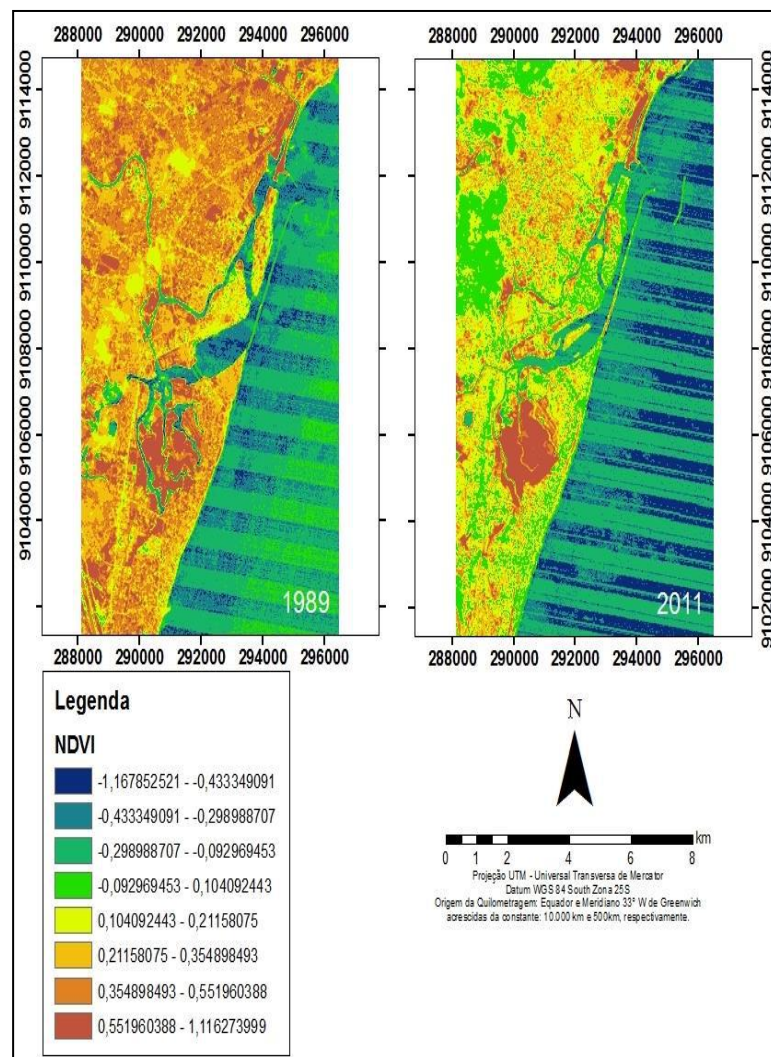 288000 290000 292000 294000 296000
288000 290000 292000 294000 296000
9114000
9112000
9110000
9108000
9106000
9104000
1989
288000 290000 292000 294000 296000
2011
288000 290000 292000 294000 296000
9114000
9112000
9110000
9108000
9106000
9104000
9102000
Legenda
NDVI
-1,167852521 - -0,433349091
-0,433349091 - -0,298988707
-0,298988707 - -0,092969453
-0,092969453 - 0,104092443
0,104092443 - 0,21158075
0,21158075 - 0,354898493
0,354898493 - 0,551960388
0,551960388 - 1,116273999
N
km
0 1 2 4 6 8
Projeção UTM - Universal Transversa de Mercator
Datum WGS 84 South Zona 25S
Origem da Quilometragem: Equador e Meridiano 33° W de Greenwich
acrescidas da constante: 10.000 km e 500km, respectivamente.